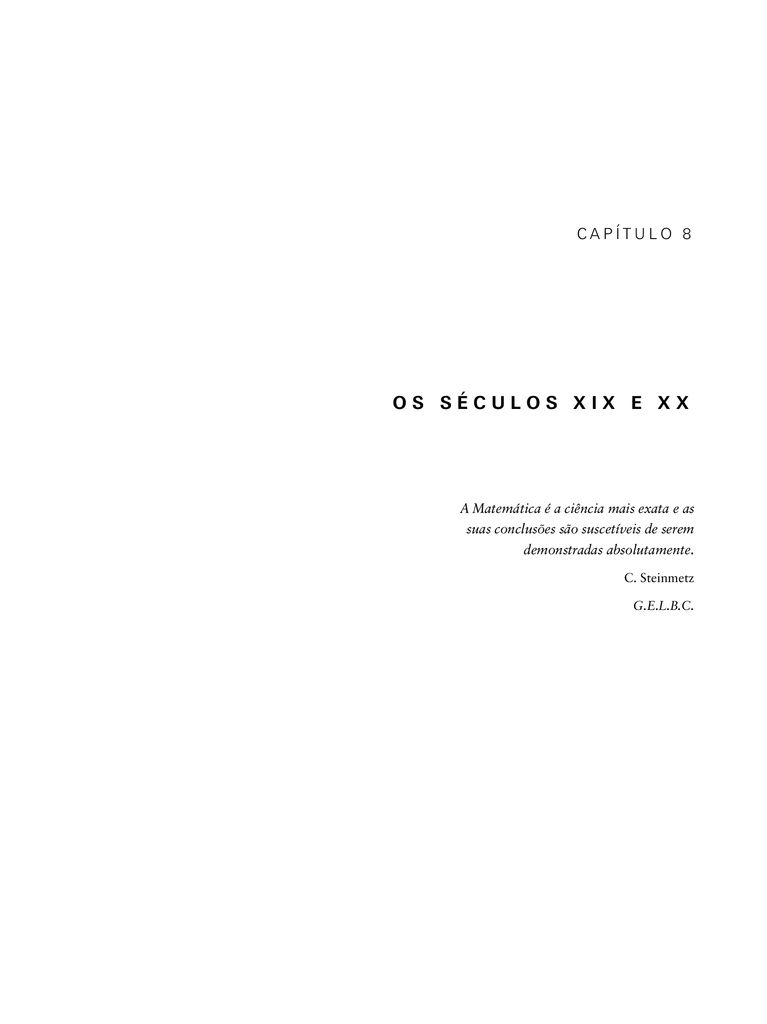 CAPÍTULO 8
OS SÉCULOS XIX E XX
A Matemática é a ciência mais exata e as
suas conclusões são suscetíveis de serem
demonstradas absolutamente.
C. Steinmetz
G.E.L.B.C.